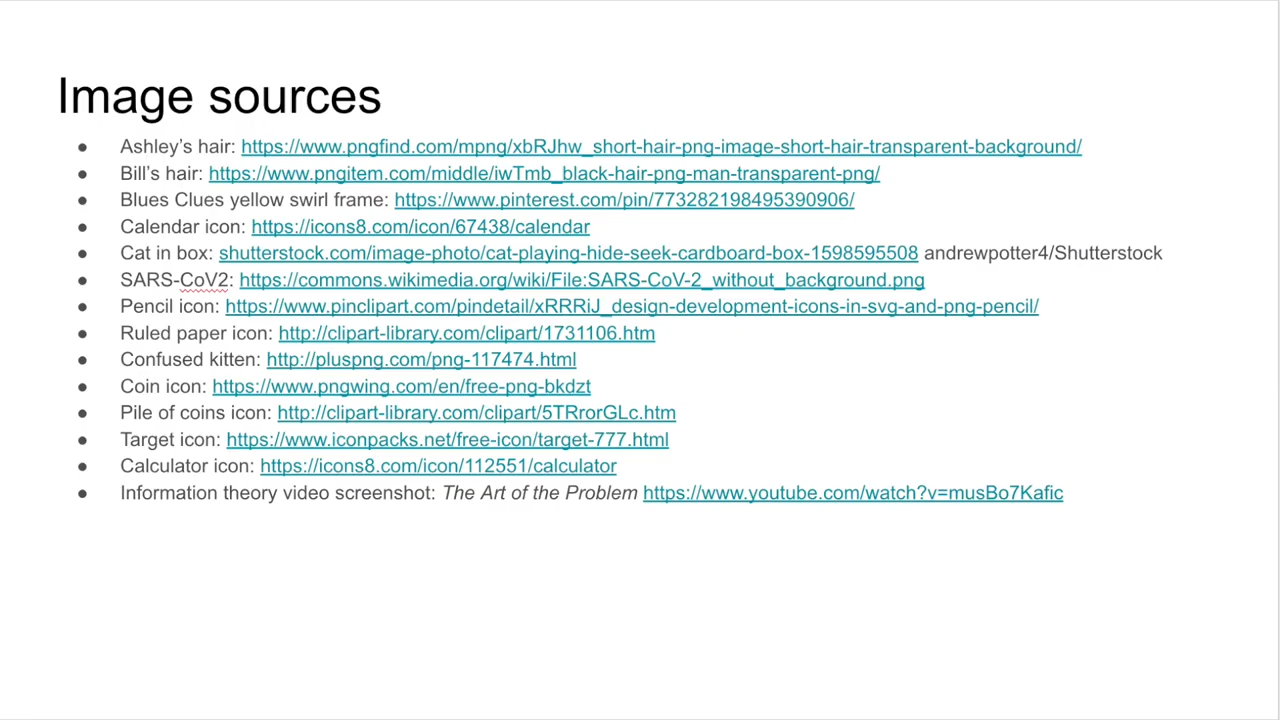 Image sources
● Ashley’s hair: https://www.pngfind.com/mpng/xbRJhw_short-hair-png-image-short-hair-transparent-background/
● Bill’s hair: https://www.pngitem.com/middle/iwTmb_black-hair-png-man-transparent-png/
● Blues Clues yellow swirl frame: https://www.pinterest.com/pin/773282198495390906/
● Calendar icon: https://icons8.com/icon/67438/calendar
● Cat in box: shutterstock.com/image-photo/cat-playing-hide-seek-cardboard-box-1598595508 andrewpotter4/Shutterstock
● SARS-CoV2: https://commons.wikimedia.org/wiki/File:SARS-CoV-2_without_background.png
● Pencil icon: https://www.pinclipart.com/pindetail/xRRRiJ_design-development-icons-in-svg-and-png-pencil/
● Ruled paper icon: http://clipart-library.com/clipart/1731106.htm
● Confused kitten: http://pluspng.com/png-117474.html
● Coin icon: https://www.pngwing.com/en/free-png-bkdzt
● Pile of coins icon: http://clipart-library.com/clipart/5TRrorGLc.htm
● Target icon: https://www.iconpacks.net/free-icon/target-777.html
● Calculator icon: https://icons8.com/icon/112551/calculator
● Information theory video screenshot: The Art of the Problem https://www.youtube.com/watch?v=musBo7Kafic